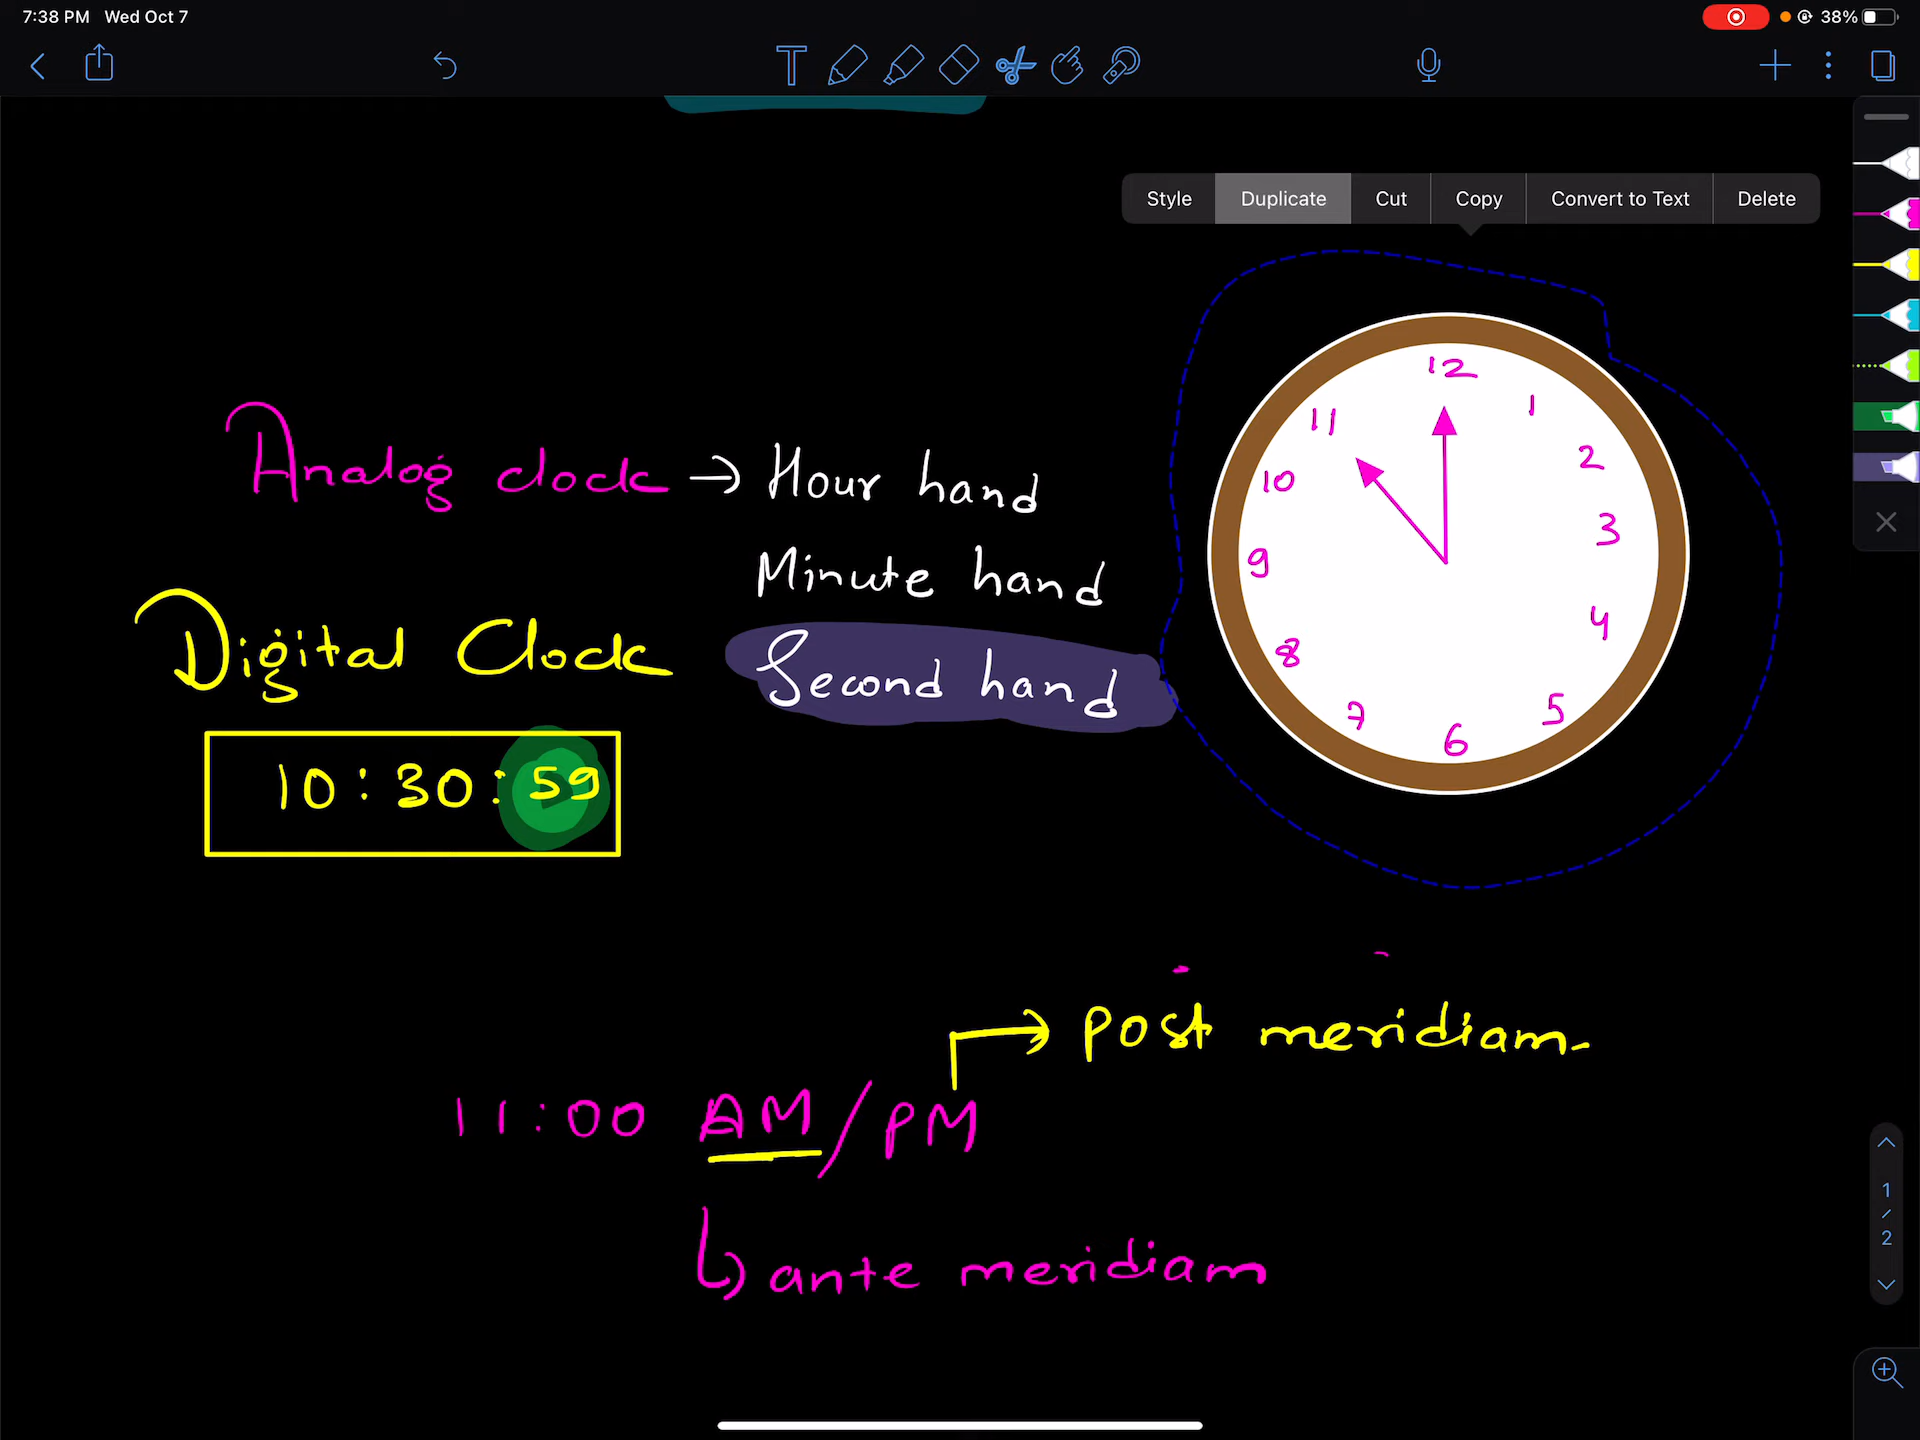 7:38 PM Wed Oct 7
38%
Style Duplicate Cut Copy Convert to Text Delete
Analog clock → Hour hand
Minute hand
Second hand
Digital Clock
10:30:59
12
1
2
3
4
5
6
7
8
9
10
11
post meridiam.
11:00 AM/PM
ante meridiam
1
/
2